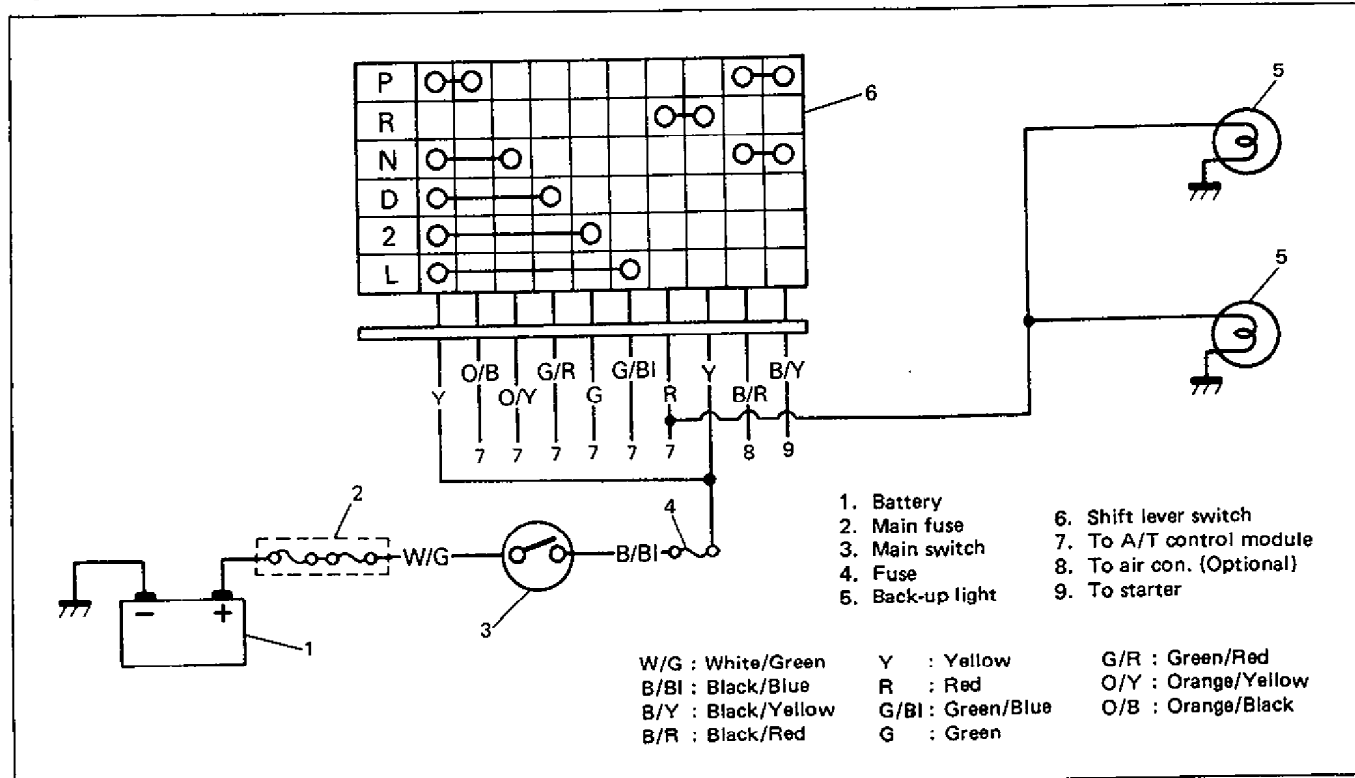 P
R
N
D
2
L
6
5
5
Y
O/B
O/Y
G/R
G
G/Bl
R
Y
B/R
B/Y
7
7
7
7
7
7
8
9
2
W/G
3
B/Bl
4
1
1. Battery
2. Main fuse
3. Main switch
4. Fuse
5. Back-up light
6. Shift lever switch
7. To A/T control module
8. To air con. (Optional)
9. To starter
W/G : White/Green
B/Bl : Black/Blue
B/Y : Black/Yellow
B/R : Black/Red
Y : Yellow
R : Red
G/Bl : Green/Blue
G : Green
G/R : Green/Red
O/Y : Orange/Yellow
O/B : Orange/Black